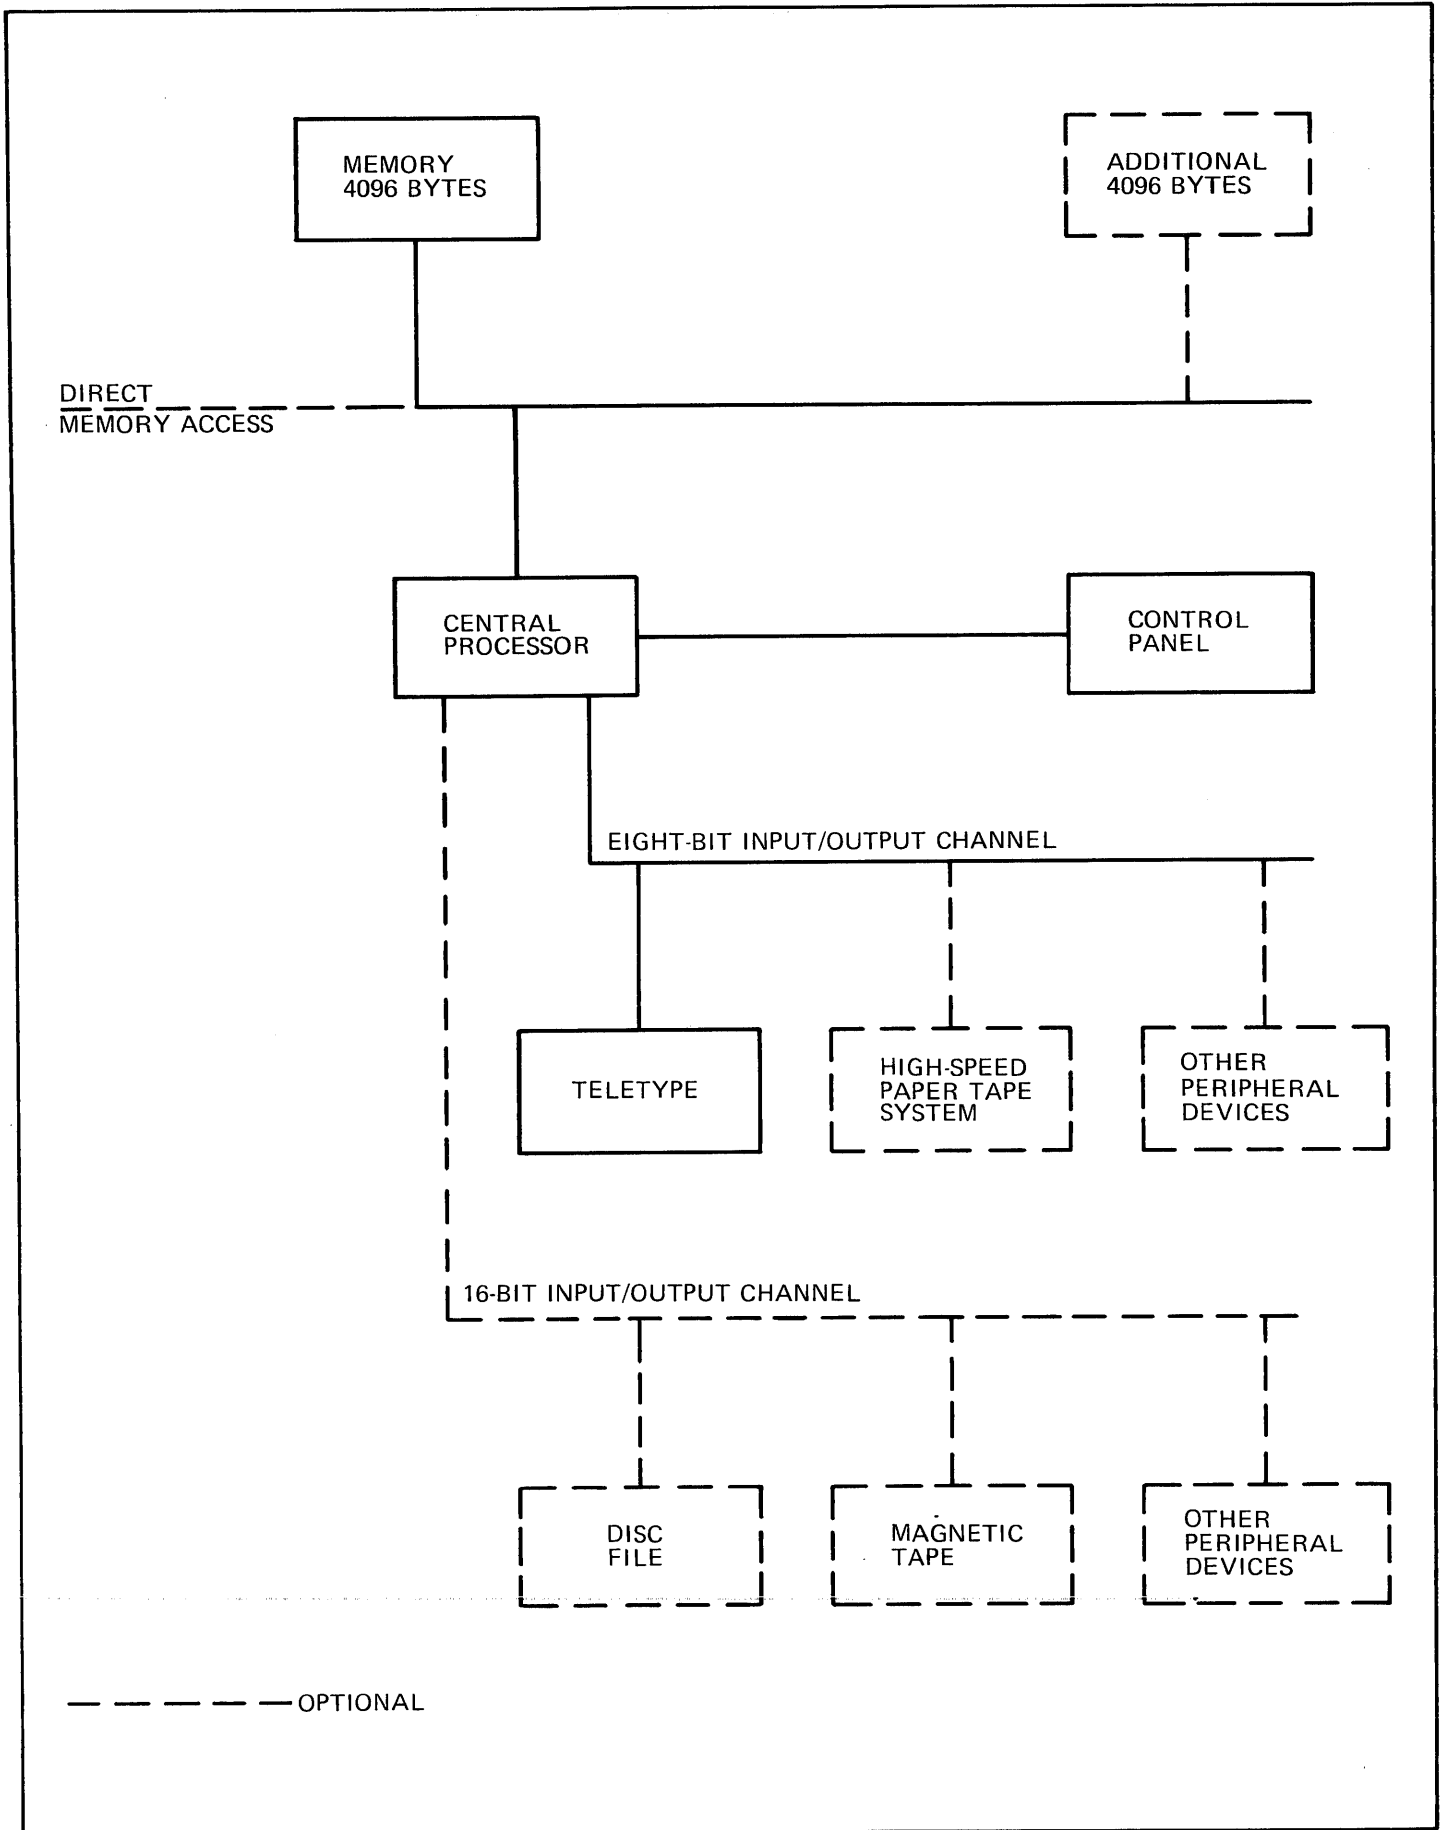 MEMORY
4096 BYTES
ADDITIONAL
4096 BYTES
DIRECT
MEMORY ACCESS
CENTRAL
PROCESSOR
CONTROL
PANEL
EIGHT-BIT INPUT/OUTPUT CHANNEL
TELETYPE
HIGH-SPEED
PAPER TAPE
SYSTEM
OTHER
PERIPHERAL
DEVICES
16-BIT INPUT/OUTPUT CHANNEL
DISC
FILE
MAGNETIC
TAPE
OTHER
PERIPHERAL
DEVICES
OPTIONAL